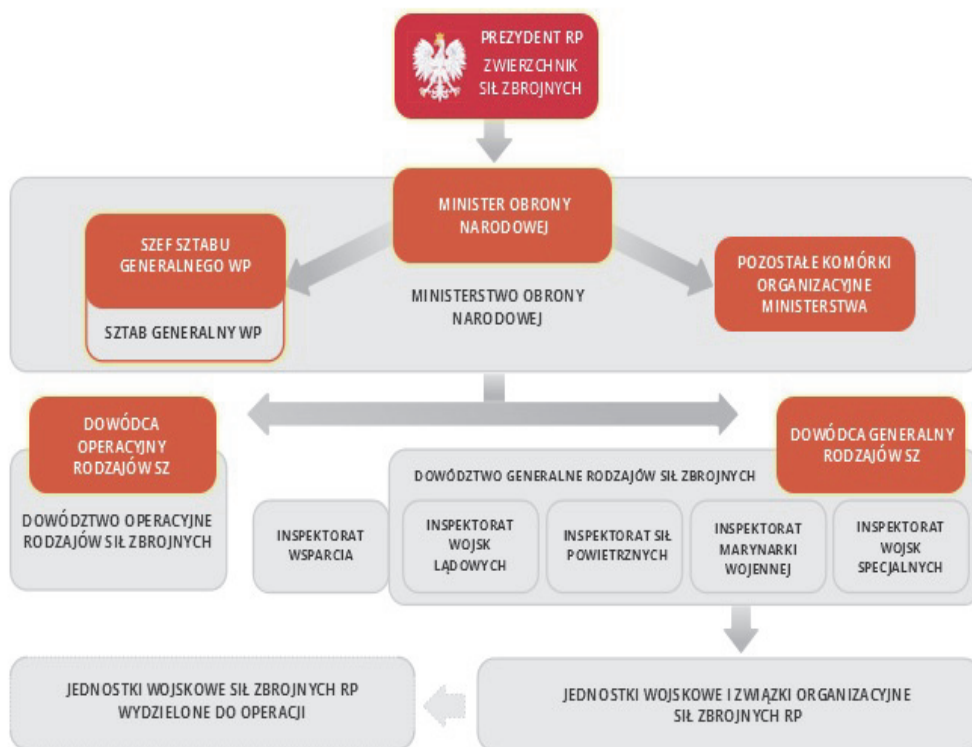 PREZYDENT RP
ZWIERZCHNIK
SIŁ ZBROJNYCH
MINISTER OBRONY
NARODOWEJ
SZEF SZTABU
GENERALNEGO WP
SZTAB GENERALNY WP
MINISTERSTWO OBRONY
NARODOWEJ
POZOSTAŁE KOMÓRKI
ORGANIZACYJNE
MINISTERSTWA
DOWÓDCA
OPERACYJNY
RODZAJÓW SZ
DOWÓDZTWO OPERACYJNE
RODZAJÓW SIŁ ZBROJNYCH
DOWÓDCA GENERALNY
RODZAJÓW SZ
DOWÓDZTWO GENERALNE RODZAJÓW SIŁ ZBROJNYCH
INSPEKTORAT
WSPARCIA
INSPEKTORAT
WOJSK
LĄDOWYCH
INSPEKTORAT SIŁ
POWIETRZNYCH
INSPEKTORAT
MARYNARKI
WOJENNEJ
INSPEKTORAT
WOJSK
SPECJALNYCH
JEDNOSTKI WOJSKOWE SIŁ ZBROJNYCH RP
WYDZIELONE DO OPERACJI
JEDNOSTKI WOJSKOWE I ZWIĄZKI ORGANIZACYJNE
SIŁ ZBROJNYCH RP